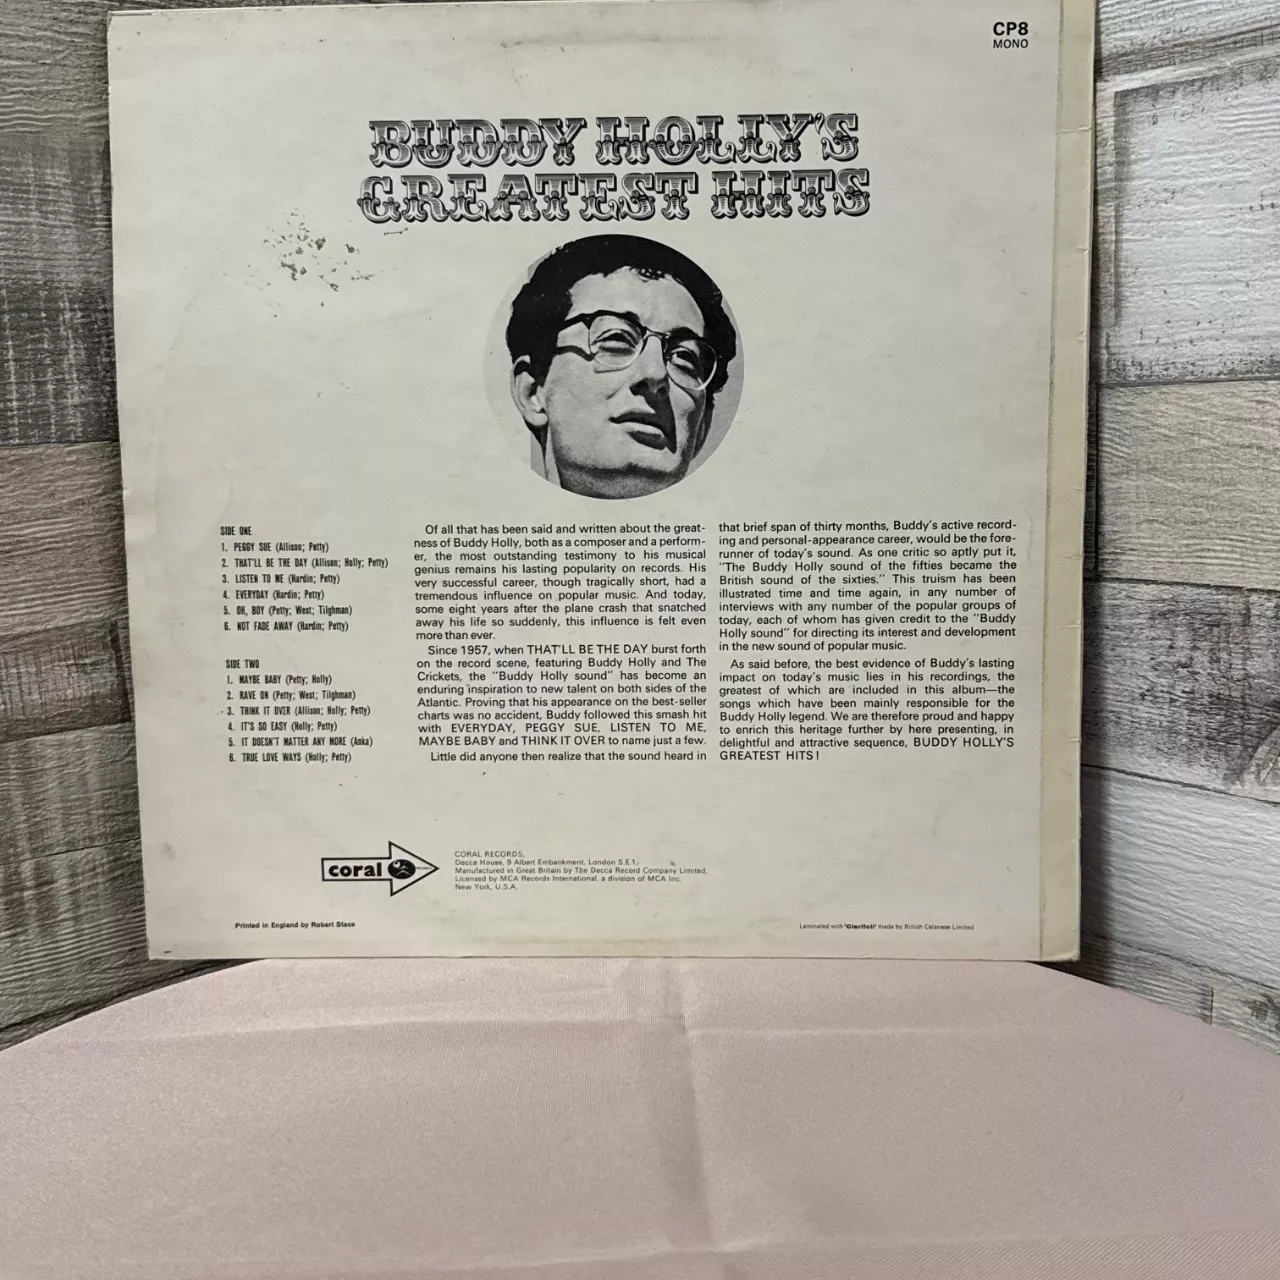 CP8
MONO
BUDDY HOLLY'S
GREATEST HITS
SIDE ONE
1. PEGGY SUE (Allison; Petty)
2. THAT'LL BE THE DAY (Allison; Holly; Petty)
3. LISTEN TO ME (Hardin; Petty)
4. EVERYDAY (Hardin; Petty)
5. OH, BOY (Petty; West; Tilghman)
6. NOT FADE AWAY (Hardin; Petty)
SIDE TWO
1. MAYBE BABY (Petty; Holly)
2. RAVE ON (Petty; West; Tilghman)
3. THINK IT OVER (Allison; Holly; Petty)
4. IT'S SO EASY (Holly; Petty)
5. IT DOESN'T MATTER ANY MORE (Anka)
6. TRUE LOVE WAYS (Holly; Petty)
Of all that has been said and written about the great-
ness of Buddy Holly, both as a composer and a perform-
er, the most outstanding testimony to his musical
genius remains his lasting popularity on records. His
very successful career, though tragically short, had a
tremendous influence on popular music. And today,
some eight years after the plane crash that snatched
away his life so suddenly, this influence is felt even
more than ever.
Since 1957, when THAT'LL BE THE DAY burst forth
on the record scene, featuring Buddy Holly and The
Crickets, the "Buddy Holly sound" has become an
enduring inspiration to new talent on both sides of the
Atlantic. Proving that his appearance on the best-seller
charts was no accident, Buddy followed this smash hit
with EVERYDAY, PEGGY SUE, LISTEN TO ME,
MAYBE BABY and THINK IT OVER to name just a few.
Little did anyone then realize that the sound heard in
that brief span of thirty months, Buddy's active record-
ing and personal-appearance career, would be the fore-
runner of today's sound. As one critic so aptly put it,
"The Buddy Holly sound of the fifties became the
British sound of the sixties." This truism has been
illustrated time and time again, in any number of
interviews with any number of the popular groups of
today, each of whom has given credit to the "Buddy
Holly sound" for directing its interest and development
in the new sound of popular music.
As said before, the best evidence of Buddy's lasting
impact on today's music lies in his recordings, the
greatest of which are included in this album—the
songs which have been mainly responsible for the
Buddy Holly legend. We are therefore proud and happy
to enrich this heritage further by here presenting, in
delightful and attractive sequence, BUDDY HOLLY'S
GREATEST HITS!
coral
CORAL RECORDS,
Decca House, 9 Albert Embankment, London S.E.1.
Manufactured in Great Britain by The Decca Record Company Limited.
Licensed by MCA Records International, a division of MCA Inc.
New York, U.S.A.
Printed in England by Robert Stace
Laminated with 'Clarifoil' made by British Celanese Limited